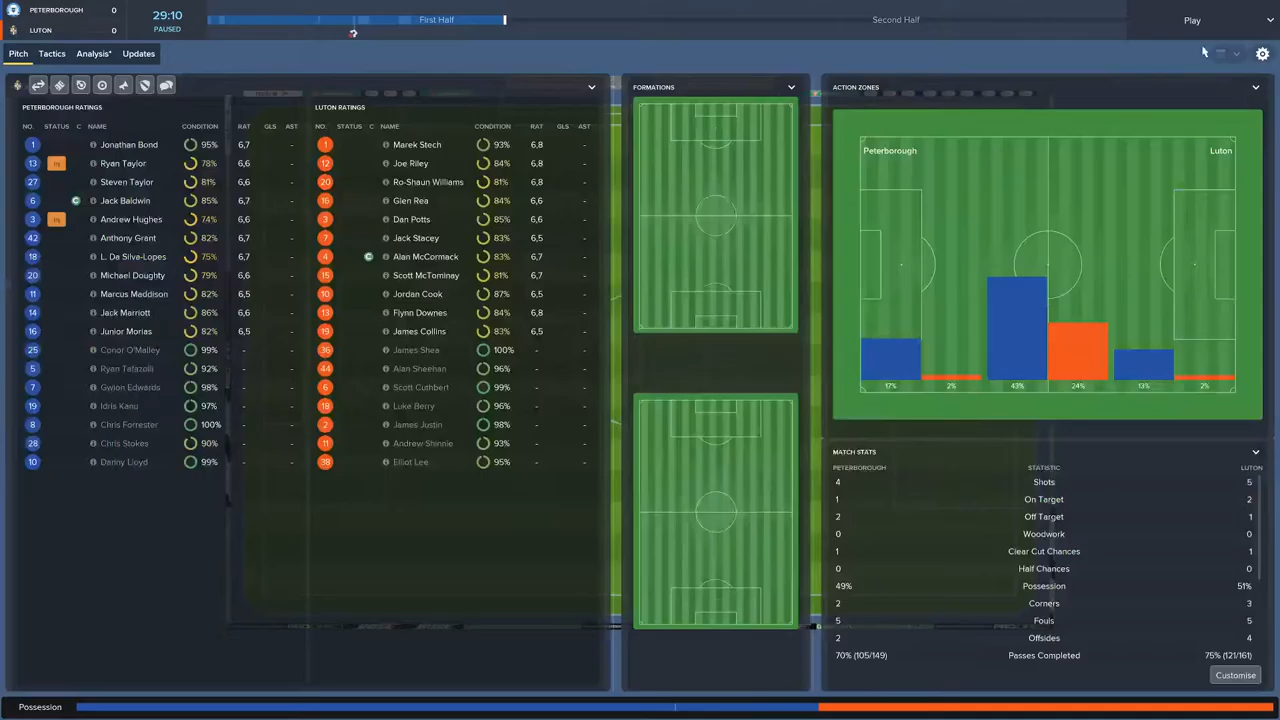 PETERBOROUGH 0
LUTON 0
29:10
PAUSED
First Half
Second Half
Play
Pitch Tactics Analysis* Updates
PETERBOROUGH RATINGS
NO. STATUS C NAME CONDITION RAT GLS AST
1 Jonathan Bond 95% 6,7 - -
13 Inj Ryan Taylor 78% 6,6 - -
27 Steven Taylor 81% 6,6 - -
6 C Jack Baldwin 85% 6,7 - -
3 Inj Andrew Hughes 74% 6,6 - -
42 Anthony Grant 82% 6,7 - -
18 L. Da Silva-Lopes 75% 6,7 - -
20 Michael Doughty 79% 6,6 - -
11 Marcus Maddison 82% 6,5 - -
14 Jack Marriott 86% 6,6 - -
16 Junior Morias 82% 6,5 - -
25 Conor O'Malley 99% - - -
5 Ryan Tafazolli 92% - - -
7 Gwion Edwards 98% - - -
19 Idris Kanu 97% - - -
8 Chris Forrester 100% - - -
28 Chris Stokes 90% - - -
10 Danny Lloyd 99% - - -
LUTON RATINGS
NO. STATUS C NAME CONDITION RAT GLS AST
1 Marek Stech 93% 6,8 - -
12 Joe Riley 84% 6,8 - -
20 Ro-Shaun Williams 81% 6,8 - -
16 Glen Rea 84% 6,6 - -
3 Dan Potts 85% 6,6 - -
7 Jack Stacey 83% 6,5 - -
4 C Alan McCormack 83% 6,7 - -
15 Scott McTominay 81% 6,7 - -
10 Jordan Cook 87% 6,5 - -
13 Flynn Downes 84% 6,8 - -
19 James Collins 83% 6,5 - -
36 James Shea 100% - - -
44 Alan Sheehan 96% - - -
6 Scott Cuthbert 99% - - -
18 Luke Berry 96% - - -
2 James Justin 98% - - -
11 Andrew Shinnie 93% - - -
38 Elliot Lee 95% - - -
FORMATIONS
ACTION ZONES
Peterborough Luton
17% 2% 43% 24% 13% 2%
MATCH STATS
PETERBOROUGH STATISTIC LUTON
4 Shots 5
1 On Target 2
2 Off Target 1
0 Woodwork 0
1 Clear Cut Chances 1
0 Half Chances 0
49% Possession 51%
2 Corners 3
5 Fouls 5
2 Offsides 4
70% (105/149) Passes Completed 75% (121/161)
Customise
Possession